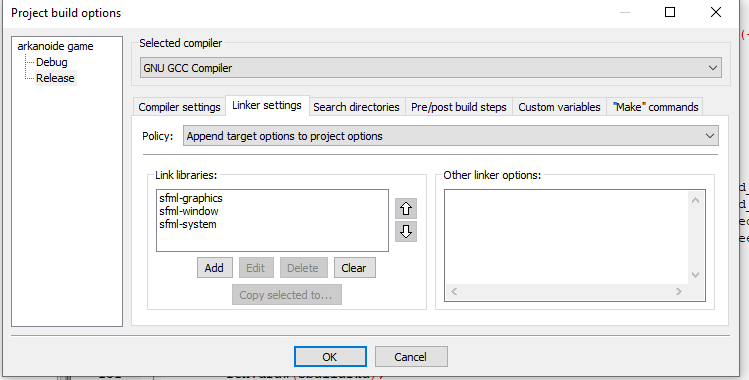 Project build options
arkanoide game
Debug
Release
Selected compiler
GNU GCC Compiler
Compiler settings Linker settings Search directories Pre/post build steps Custom variables "Make" commands
Policy: Append target options to project options
Link libraries:
sfml-graphics
sfml-window
sfml-system
Add Edit Delete Clear
Copy selected to...
Other linker options:
OK Cancel